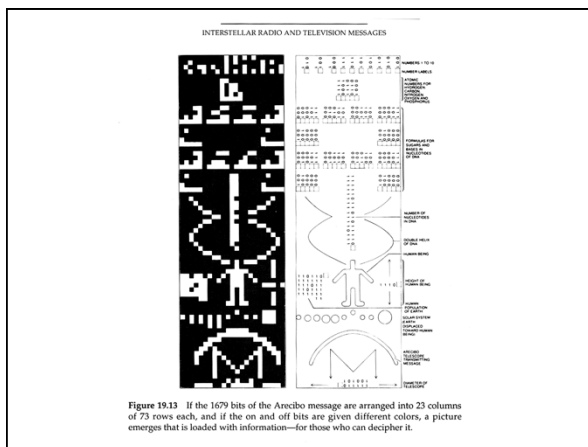 INTERSTELLAR RADIO AND TELEVISION MESSAGES
NUMBERS 1 TO 10
NUMBER LABELS
ATOMIC
NUMBERS FOR
HYDROGEN
CARBON,
NITROGEN,
OXYGEN AND
PHOSPHORUS
FORMULAS FOR
SUGARS AND
BASES IN
NUCLEOTIDES
OF DNA
NUMBER OF
NUCLEOTIDES
IN DNA
DOUBLE HELIX
OF DNA
HUMAN BEING
HEIGHT OF
HUMAN BEING
HUMAN
POPULATION
OF EARTH
SOLAR SYSTEM
EARTH
DISPLACED
TOWARD HUMAN
BEING
ARECIBO
TELESCOPE
TRANSMITTING
MESSAGE
DIAMETER OF
TELESCOPE
Figure 19.13 If the 1679 bits of the Arecibo message are arranged into 23 columns
of 73 rows each, and if the on and off bits are given different colors, a picture
emerges that is loaded with information—for those who can decipher it.